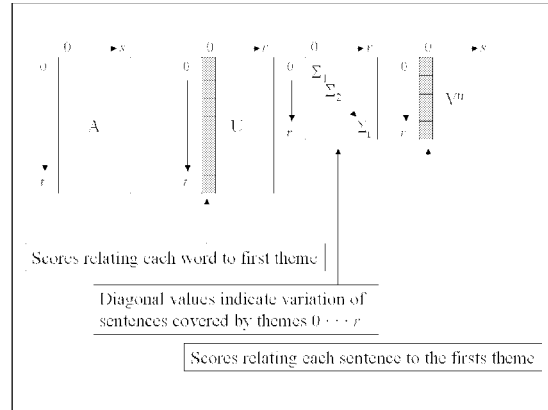 0 s 0 r 0 r 0 s
0 0 0 0
Σ1
Σ2
A U Vᵗʳ
r Σr r
t t
Scores relating each word to first theme
Diagonal values indicate variation of
sentences covered by themes 0 · · · r
Scores relating each sentence to the firsts theme